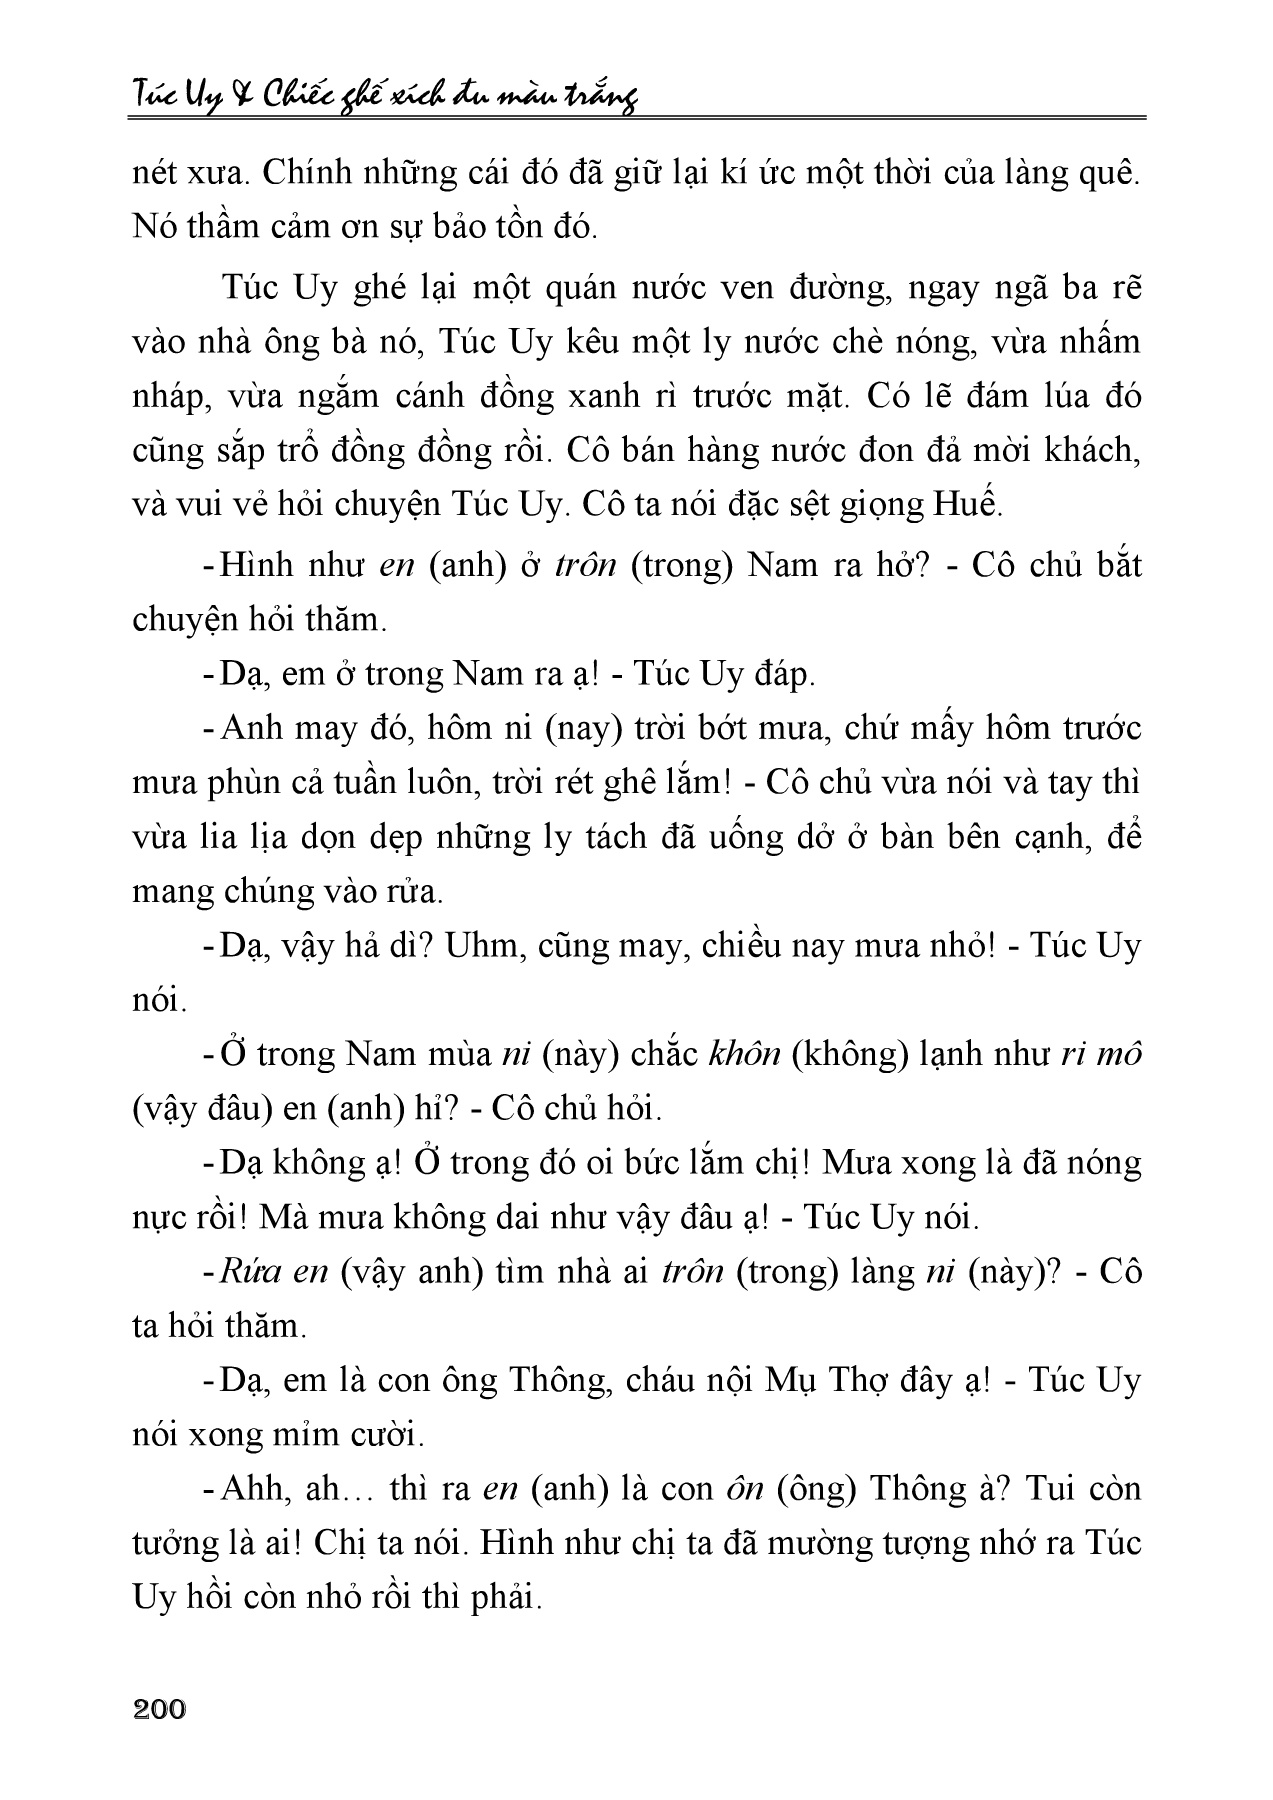 Túc Uy & Chiếc ghế xích đu màu trắng
nét xưa. Chính những cái đó đã giữ lại kí ức một thời của làng quê.
Nó thầm cảm ơn sự bảo tồn đó.
Túc Uy ghé lại một quán nước ven đường, ngay ngã ba rẽ
vào nhà ông bà nó, Túc Uy kêu một ly nước chè nóng, vừa nhấm
nháp, vừa ngắm cánh đồng xanh rì trước mặt. Có lẽ đám lúa đó
cũng sắp trổ đồng đồng rồi. Cô bán hàng nước đon đả mời khách,
và vui vẻ hỏi chuyện Túc Uy. Cô ta nói đặc sệt giọng Huế.
- Hình như en (anh) ở trôn (trong) Nam ra hở? - Cô chủ bắt
chuyện hỏi thăm.
- Dạ, em ở trong Nam ra ạ! - Túc Uy đáp.
- Anh may đó, hôm ni (nay) trời bớt mưa, chứ mấy hôm trước
mưa phùn cả tuần luôn, trời rét ghê lắm! - Cô chủ vừa nói và tay thì
vừa lia lịa dọn dẹp những ly tách đã uống dở ở bàn bên cạnh, để
mang chúng vào rửa.
- Dạ, vậy hả dì? Uhm, cũng may, chiều nay mưa nhỏ! - Túc Uy
nói.
- Ở trong Nam mùa ni (này) chắc khôn (không) lạnh như ri mô
(vậy đâu) en (anh) hỉ? - Cô chủ hỏi.
- Dạ không ạ! Ở trong đó oi bức lắm chị! Mưa xong là đã nóng
nực rồi! Mà mưa không dai như vậy đâu ạ! - Túc Uy nói.
- Rứa en (vậy anh) tìm nhà ai trôn (trong) làng ni (này)? - Cô
ta hỏi thăm.
- Dạ, em là con ông Thông, cháu nội Mụ Thợ đây ạ! - Túc Uy
nói xong mỉm cười.
- Ahh, ah… thì ra en (anh) là con ôn (ông) Thông à? Tui còn
tưởng là ai! Chị ta nói. Hình như chị ta đã mường tượng nhớ ra Túc
Uy hồi còn nhỏ rồi thì phải.
200